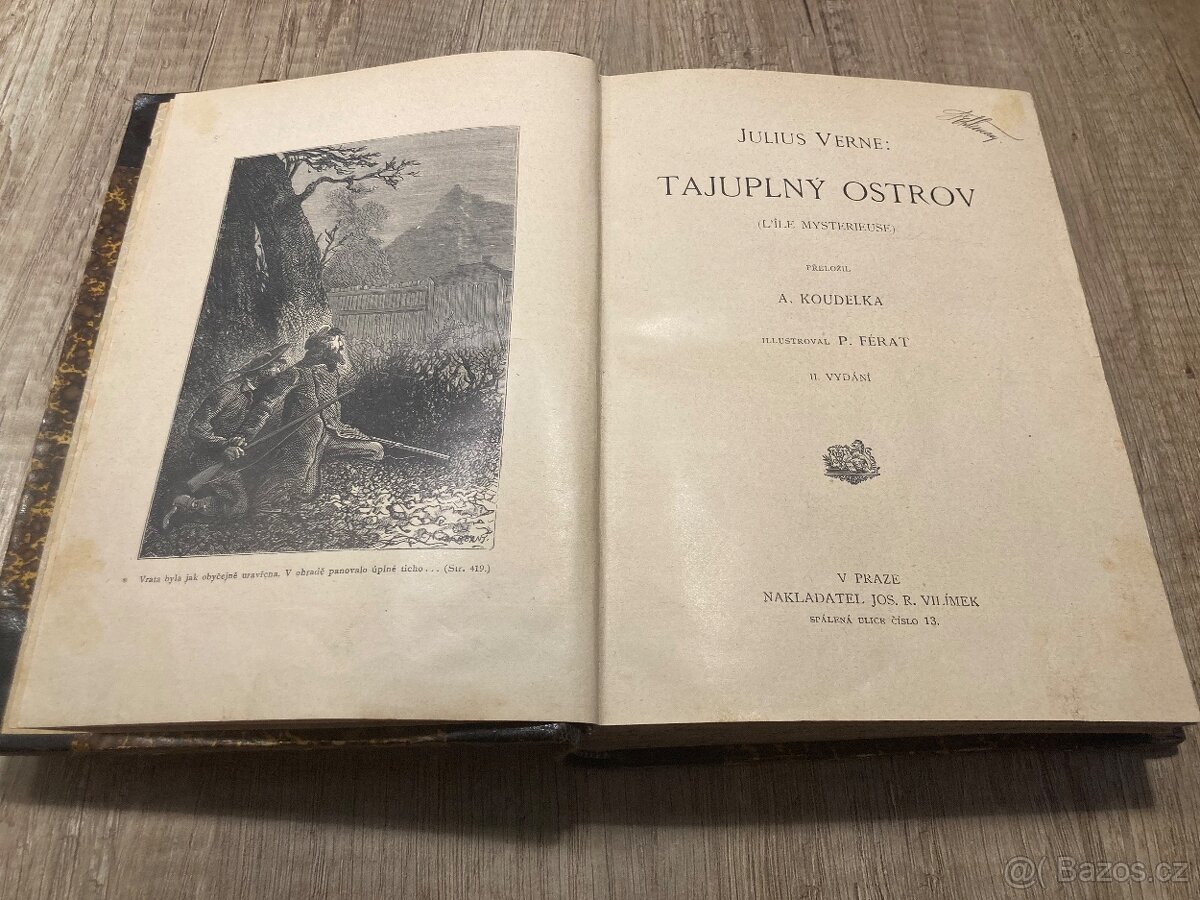 Vrata byla jak obyčejně uzavřena. V ohradě panovalo úplné ticho... (Str. 419.)
JULIUS VERNE:
TAJUPLNÝ OSTROV
(L'ÎLE MYSTERIEUSE)
PŘELOŽIL
A. KOUDELKA
ILLUSTROVAL P. FÉRAT
II. VYDÁNÍ
V PRAZE
NAKLADATEL JOS. R. VILÍMEK
SPÁLENÁ ULICE ČÍSLO 13.
Bazos.cz